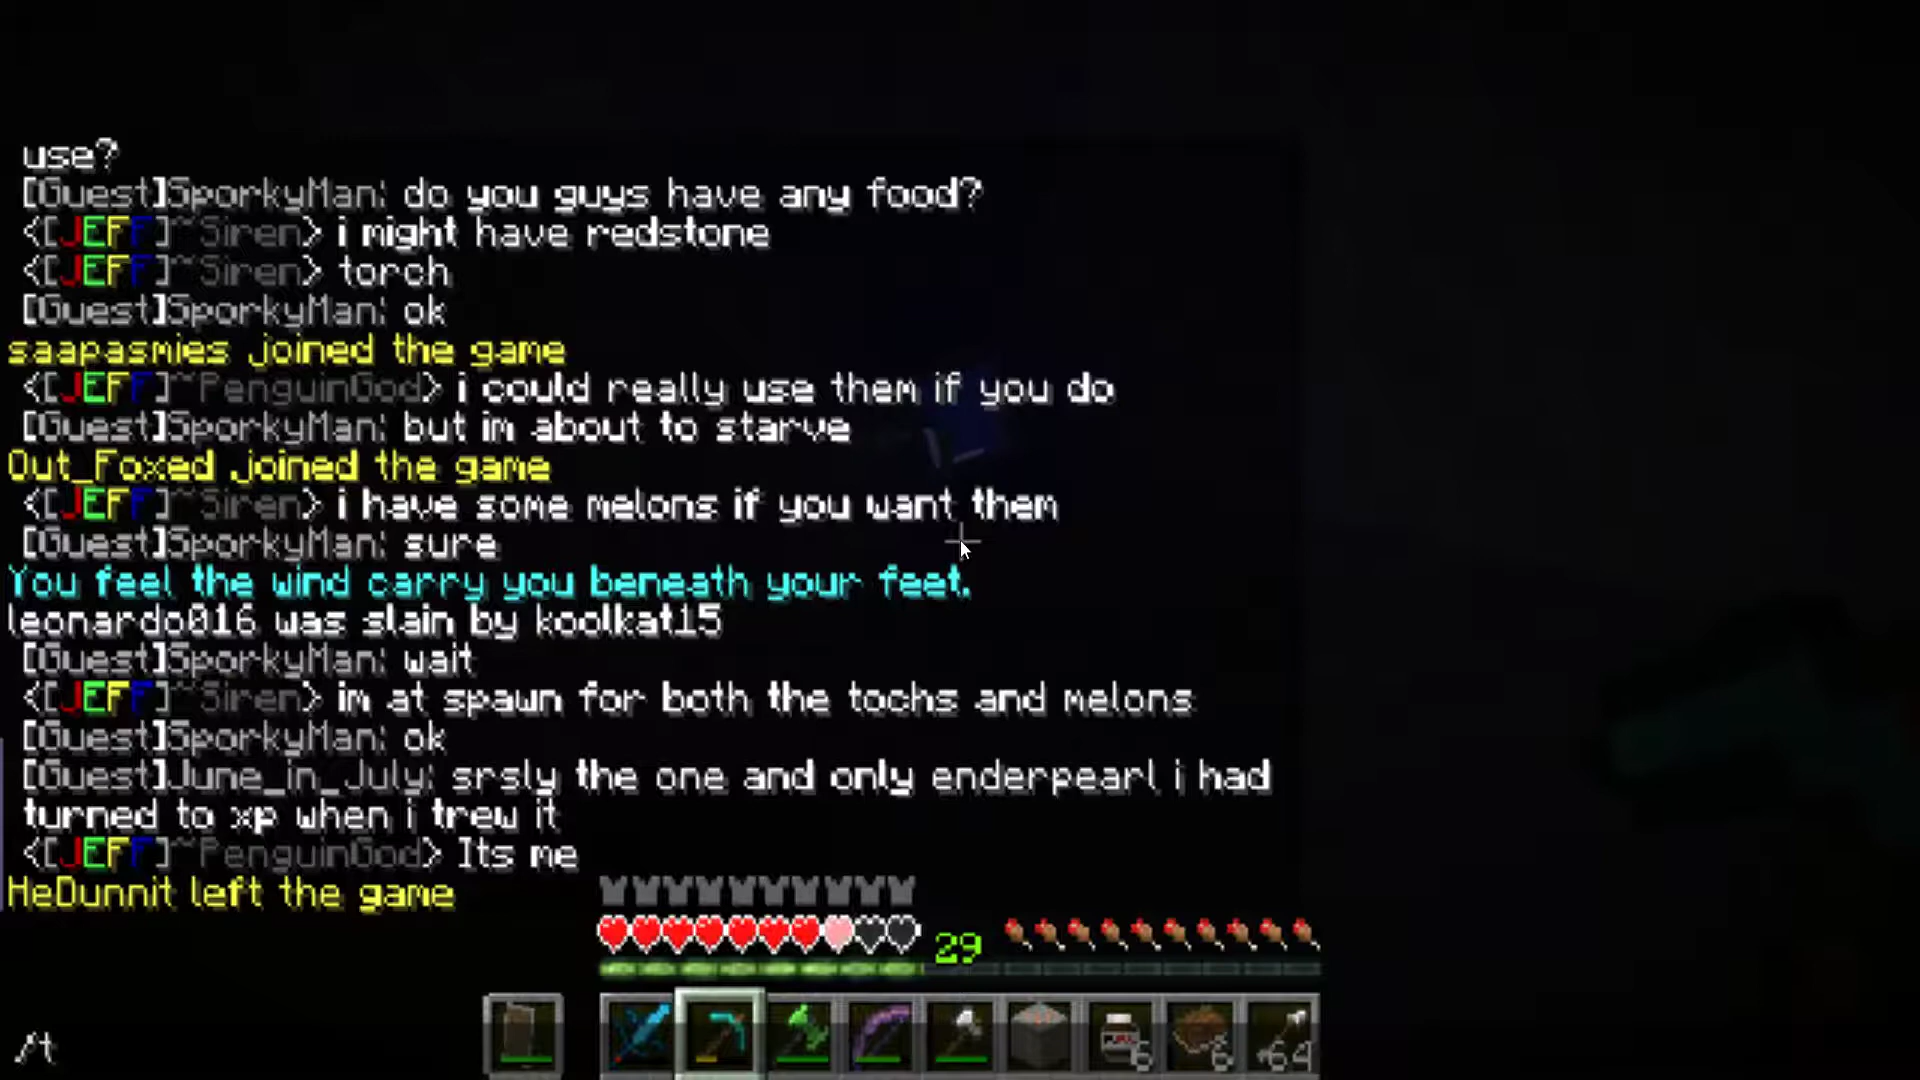 use?
[Guest]SporkyMan: do you guys have any food?
<[JEFF]~Siren> i might have redstone
<[JEFF]~Siren> torch
[Guest]SporkyMan: ok
saapasmies joined the game
<[JEFF]~PenguinGod> i could really use them if you do
[Guest]SporkyMan: but im about to starve
Out_Foxed joined the game
<[JEFF]~Siren> i have some melons if you want them
[Guest]SporkyMan: sure
You feel the wind carry you beneath your feet.
leonardo016 was slain by koolkat15
[Guest]SporkyMan: wait
<[JEFF]~Siren> im at spawn for both the tochs and melons
[Guest]SporkyMan: ok
[Guest]June_in_July: srsly the one and only enderpearl i had
turned to xp when i trew it
<[JEFF]~PenguinGod> Its me
HeDunnit left the game
29
6 6 64
/t